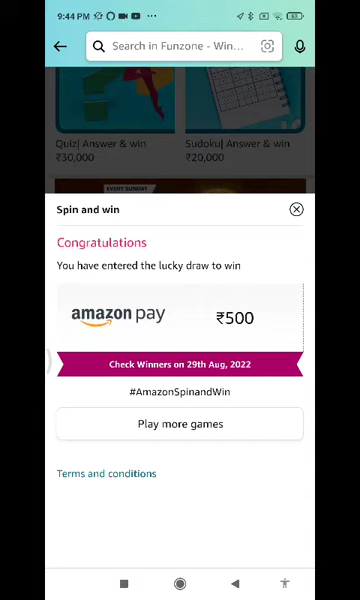 9:44 PM
63
Search in Funzone - Win...
Quiz| Answer & win
₹30,000
Sudoku| Answer & win
₹20,000
EVERY SUNDAY
Spin and win
Congratulations
You have entered the lucky draw to win
amazon pay
₹500
Check Winners on 29th Aug, 2022
#AmazonSpinandWin
Play more games
Terms and conditions